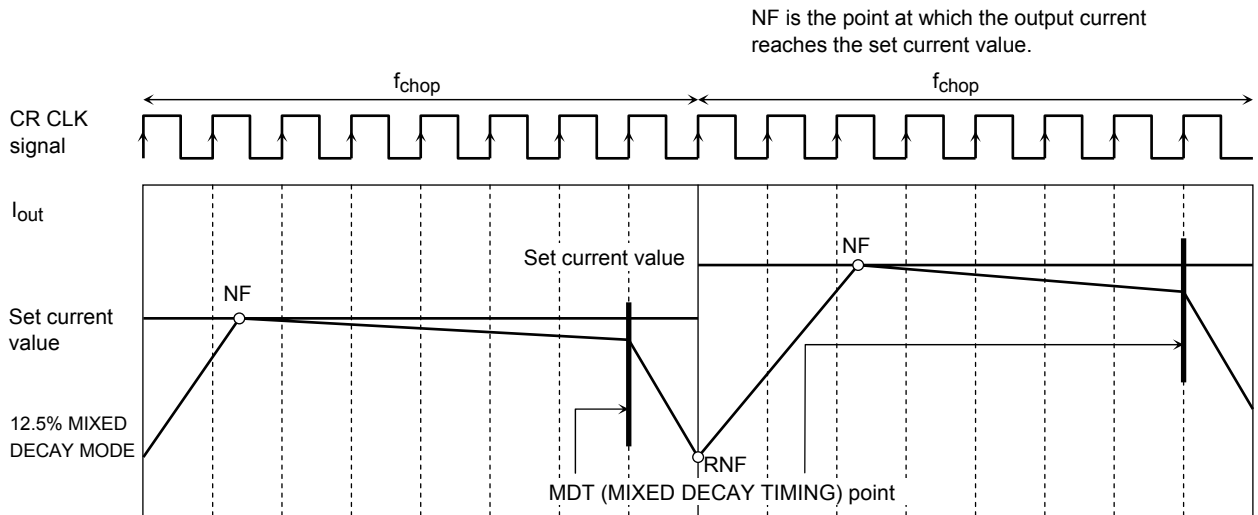 NF is the point at which the output current
reaches the set current value.
fchop
fchop
CR CLK
signal
Iout
NF
Set current value
NF
Set current
value
12.5% MIXED
DECAY MODE
RNF
MDT (MIXED DECAY TIMING) point